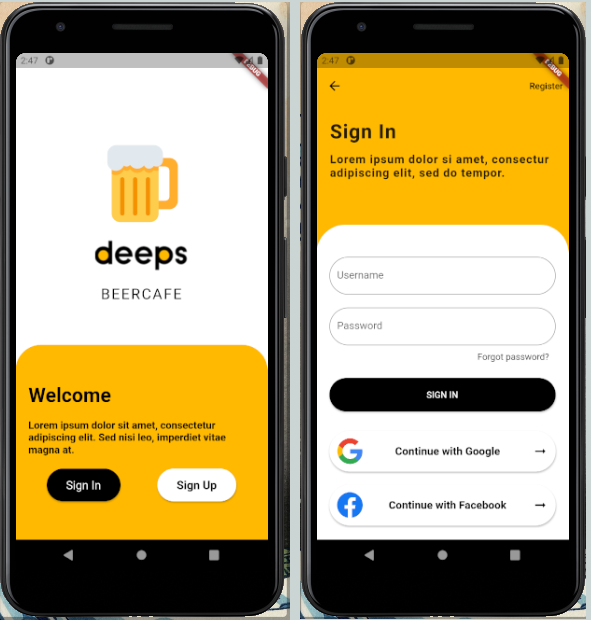 2:47
DEBUG
deeps
BEERCAFE
Welcome
Lorem ipsum dolor sit amet, consectetur
adipiscing elit. Sed nisi leo, imperdiet vitae
magna at.
Sign In
Sign Up
2:47
DEBUG
Register
Sign In
Lorem ipsum dolor si amet, consectur
adipiscing elit, sed do tempor.
Username
Password
Forgot password?
SIGN IN
Continue with Google
Continue with Facebook